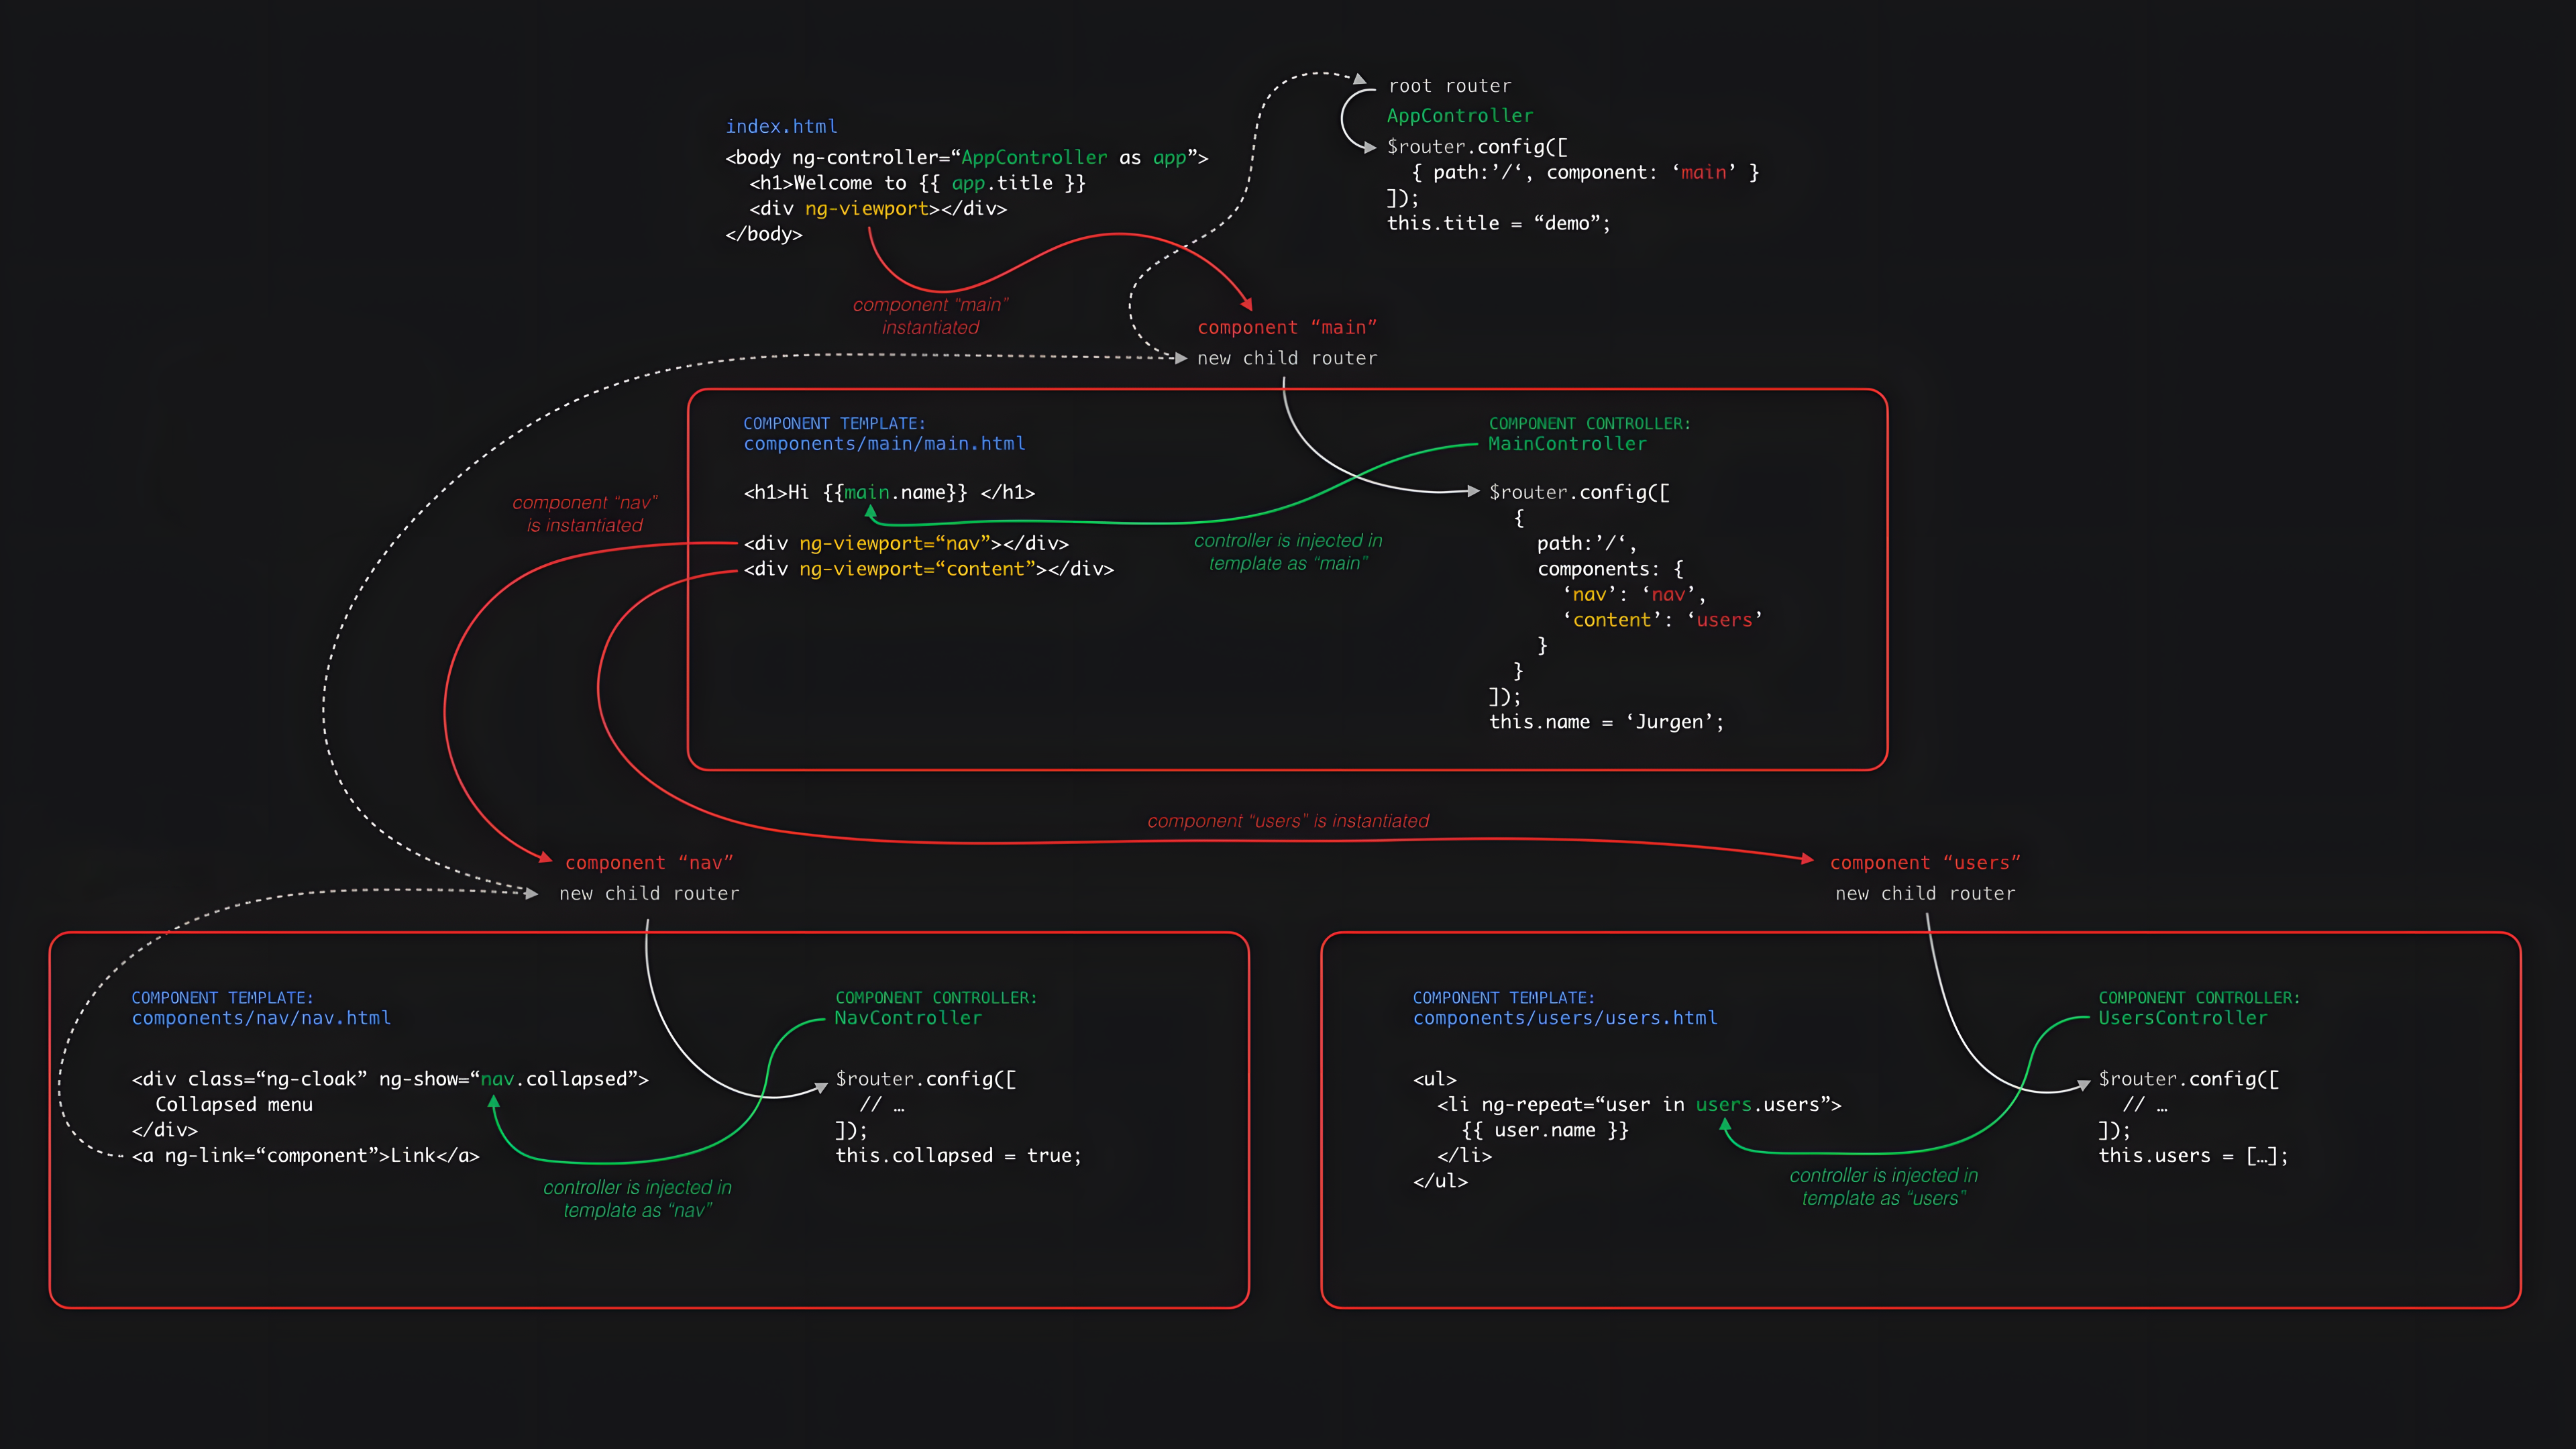 root router
AppController
$router.config([
{ path:’/‘, component: ‘main’ }
]);
this.title = “demo”;
index.html
<body ng-controller=“AppController as app”>
<h1>Welcome to {{ app.title }}
<div ng-viewport></div>
</body>
component “main”
instantiated
component “main”
new child router
COMPONENT TEMPLATE:
components/main/main.html
<h1>Hi {{main.name}} </h1>
<div ng-viewport=“nav”></div>
<div ng-viewport=“content”></div>
COMPONENT CONTROLLER:
MainController
$router.config([
{
path:’/‘,
components: {
‘nav’: ‘nav’,
‘content’: ‘users’
}
}
]);
this.name = ‘Jurgen’;
controller is injected in
template as “main”
component “nav”
is instantiated
component “users” is instantiated
component “nav”
new child router
COMPONENT TEMPLATE:
components/nav/nav.html
<div class=“ng-cloak” ng-show=“nav.collapsed”>
Collapsed menu
</div>
<a ng-link=“component”>Link</a>
COMPONENT CONTROLLER:
NavController
$router.config([
// …
]);
this.collapsed = true;
controller is injected in
template as “nav”
component “users”
new child router
COMPONENT TEMPLATE:
components/users/users.html
<ul>
<li ng-repeat=“user in users.users”>
{{ user.name }}
</li>
</ul>
COMPONENT CONTROLLER:
UsersController
$router.config([
// …
]);
this.users = […];
controller is injected in
template as “users”